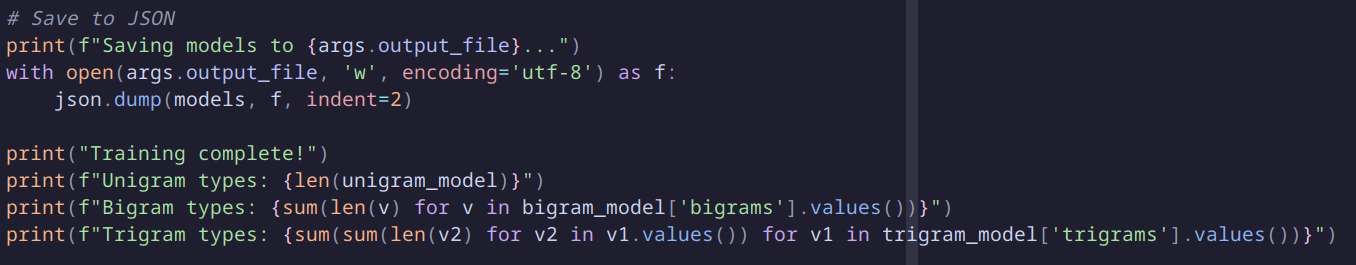 # Save to JSON
print(f"Saving models to {args.output_file}...")
with open(args.output_file, 'w', encoding='utf-8') as f:
    json.dump(models, f, indent=2)

print("Training complete!")
print(f"Unigram types: {len(unigram_model)}")
print(f"Bigram types: {sum(len(v) for v in bigram_model['bigrams'].values())}")
print(f"Trigram types: {sum(sum(len(v2) for v2 in v1.values()) for v1 in trigram_model['trigrams'].values())}")